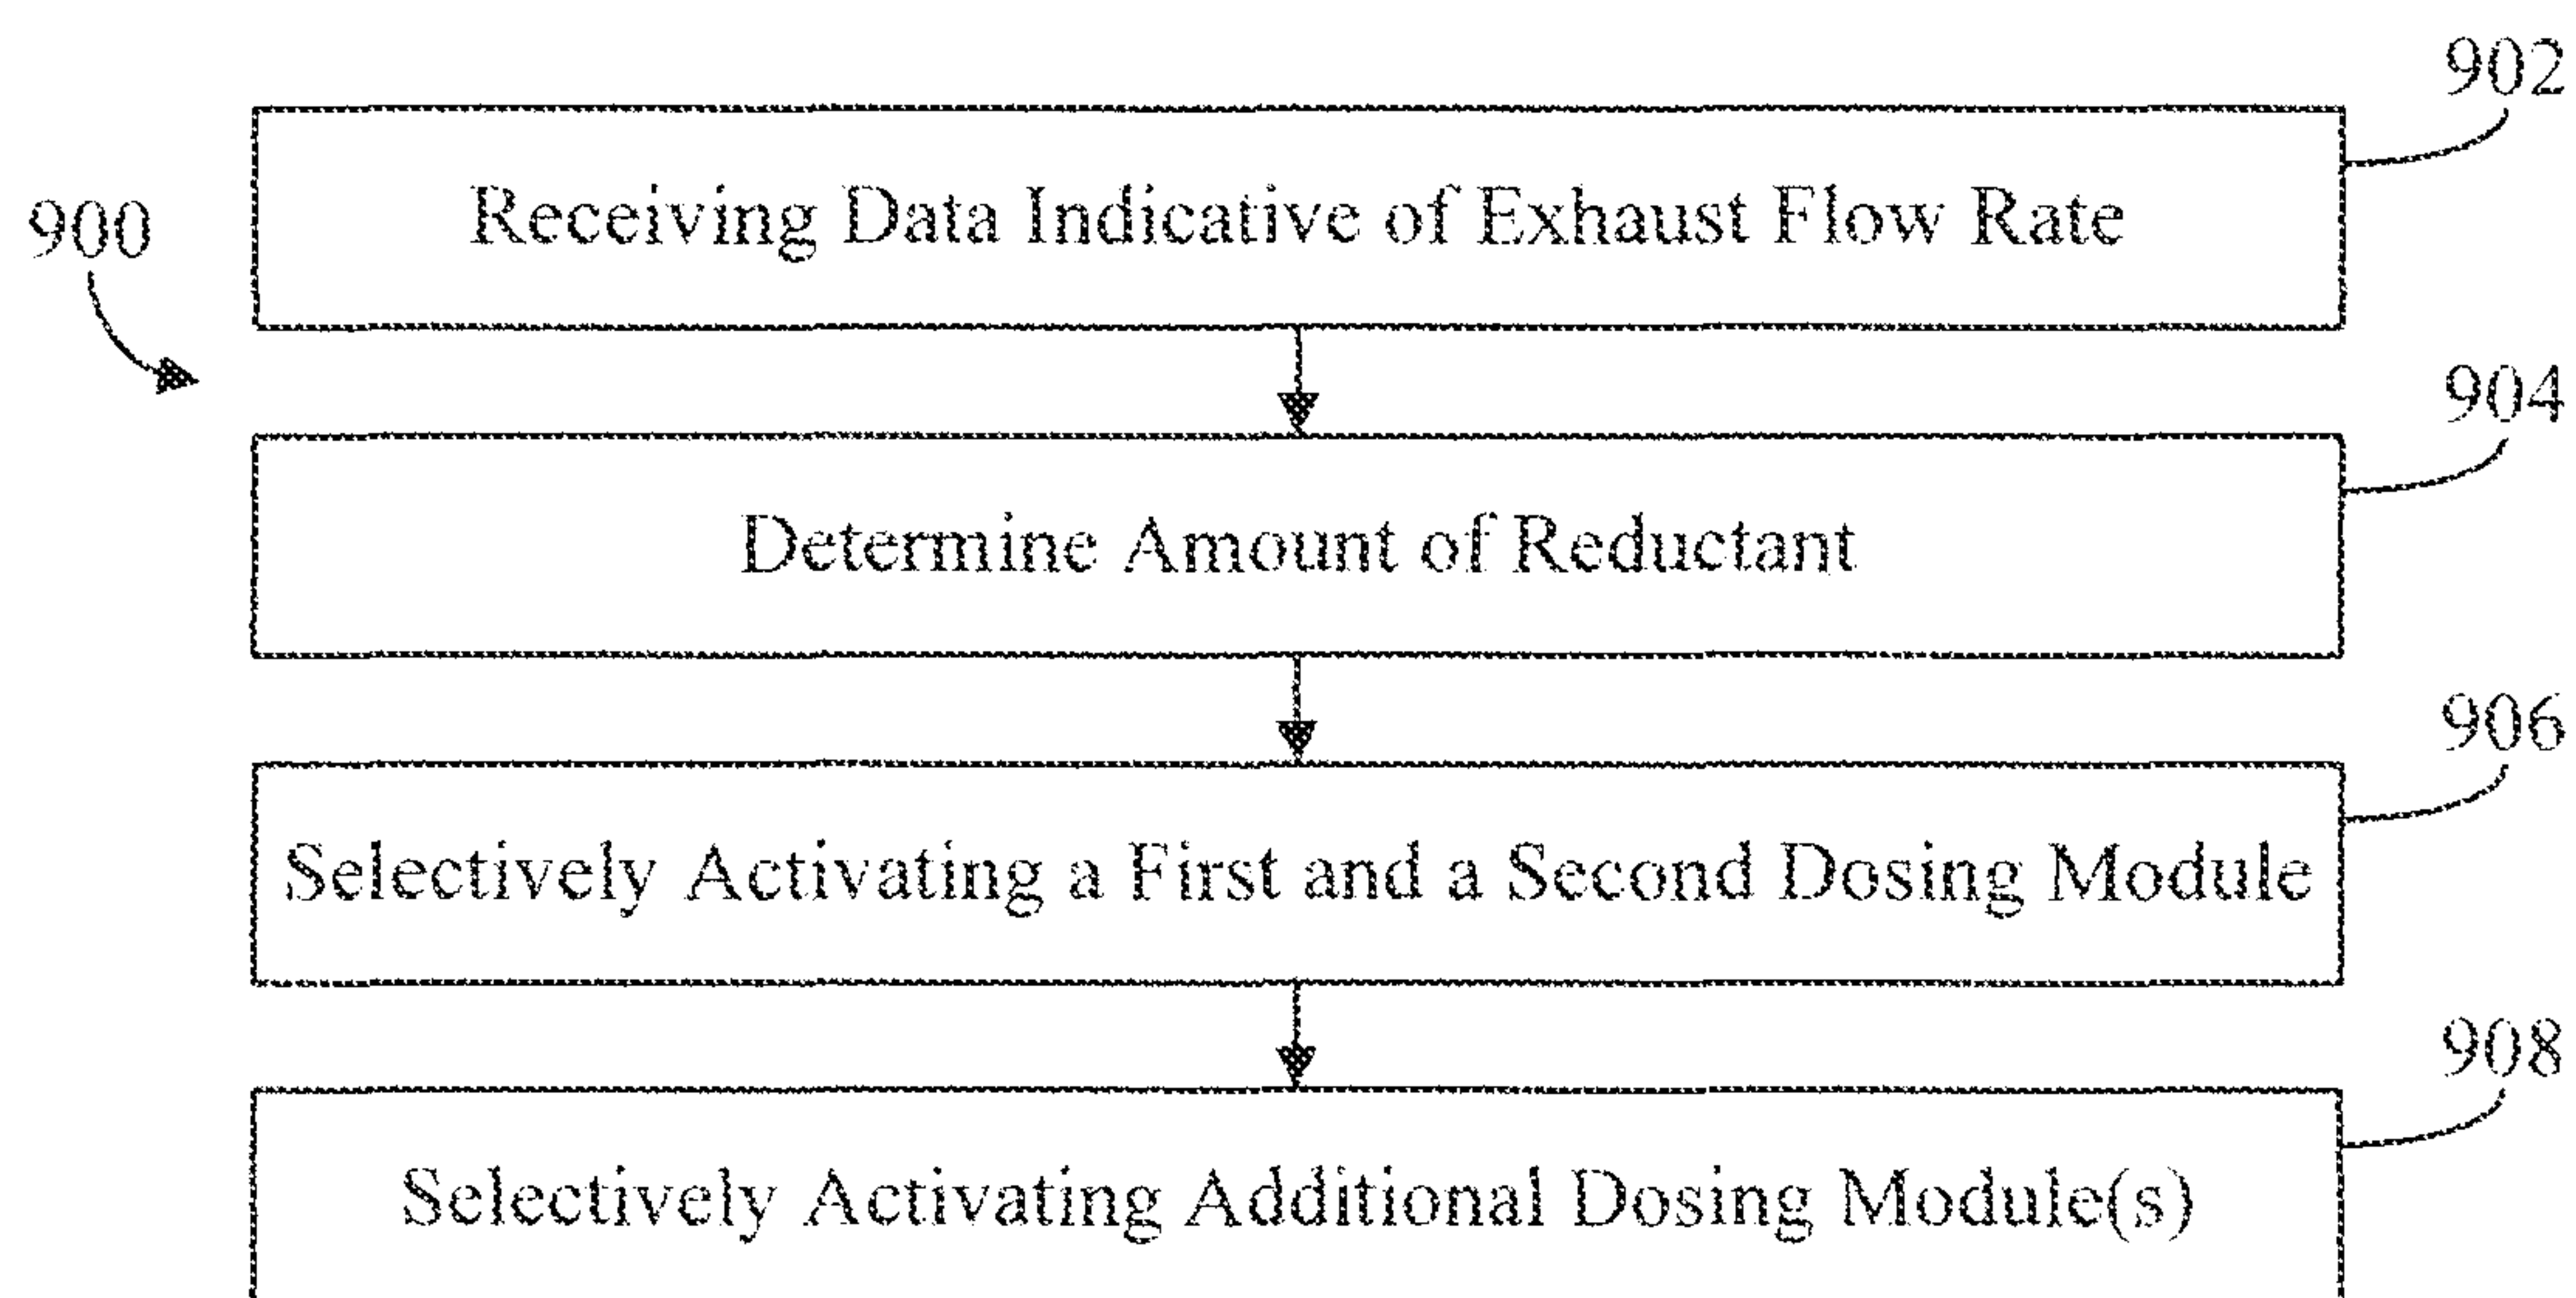 902
Receiving Data Indicative of Exhaust Flow Rate
900
904
Determine Amount of Reductant
906
Selectively Activating a First and a Second Dosing Module
908
Selectively Activating Additional Dosing Module(s)